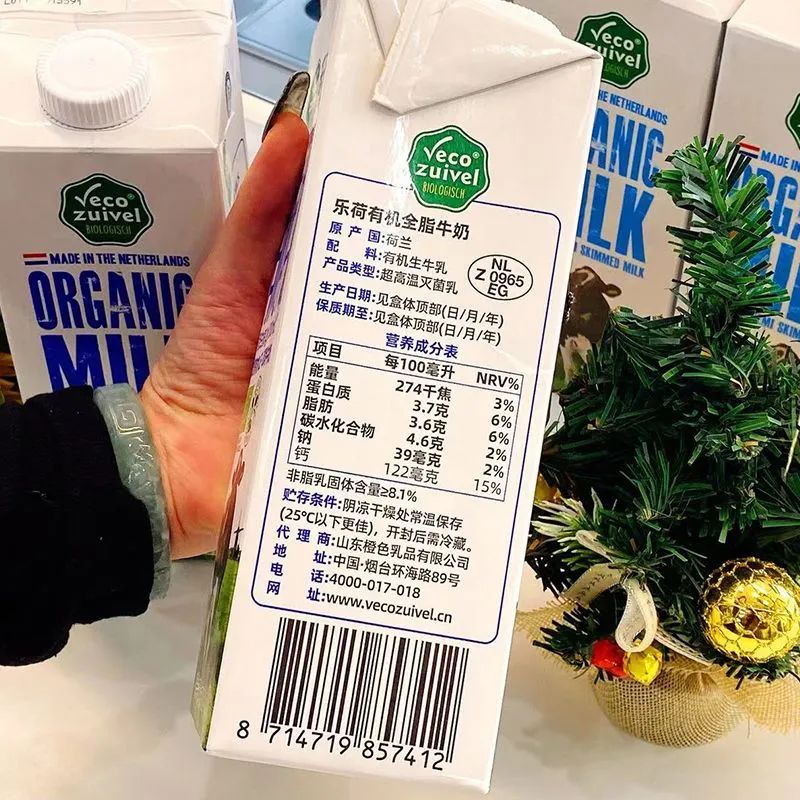 Veco®
zuivel
BIOLOGISCH
MADE IN THE NETHERLANDS
ORGANIC
MIL
Veco®
zuivel
BIOLOGISCH
乐荷有机全脂牛奶
原产国:荷兰
配料:有机生牛乳
产品类型:超高温灭菌乳
NL
Z 0965
EG
生产日期:见盒体顶部(日/月/年)
保质期至:见盒体顶部(日/月/年)
营养成分表
项目 每100毫升 NRV%
能量 274千焦 3%
蛋白质 3.7克 6%
脂肪 3.6克 6%
碳水化合物 4.6克 2%
钠 39毫克 2%
钙 122毫克 15%
非脂乳固体含量≥8.1%
贮存条件:阴凉干燥处常温保存
(25°C以下更佳),开封后需冷藏。
代理商:山东橙色乳品有限公司
地址:中国·烟台环海路89号
电话:4000-017-018
网址:www.vecozuivel.cn
8 714719 857412
Veco®
zuivel
BIOLOGISCH
THE NETHERLANDS
ANIC
ILK
SKIMMED MILK
MADE IN THE
ORGA
MI
MI SKIMMED